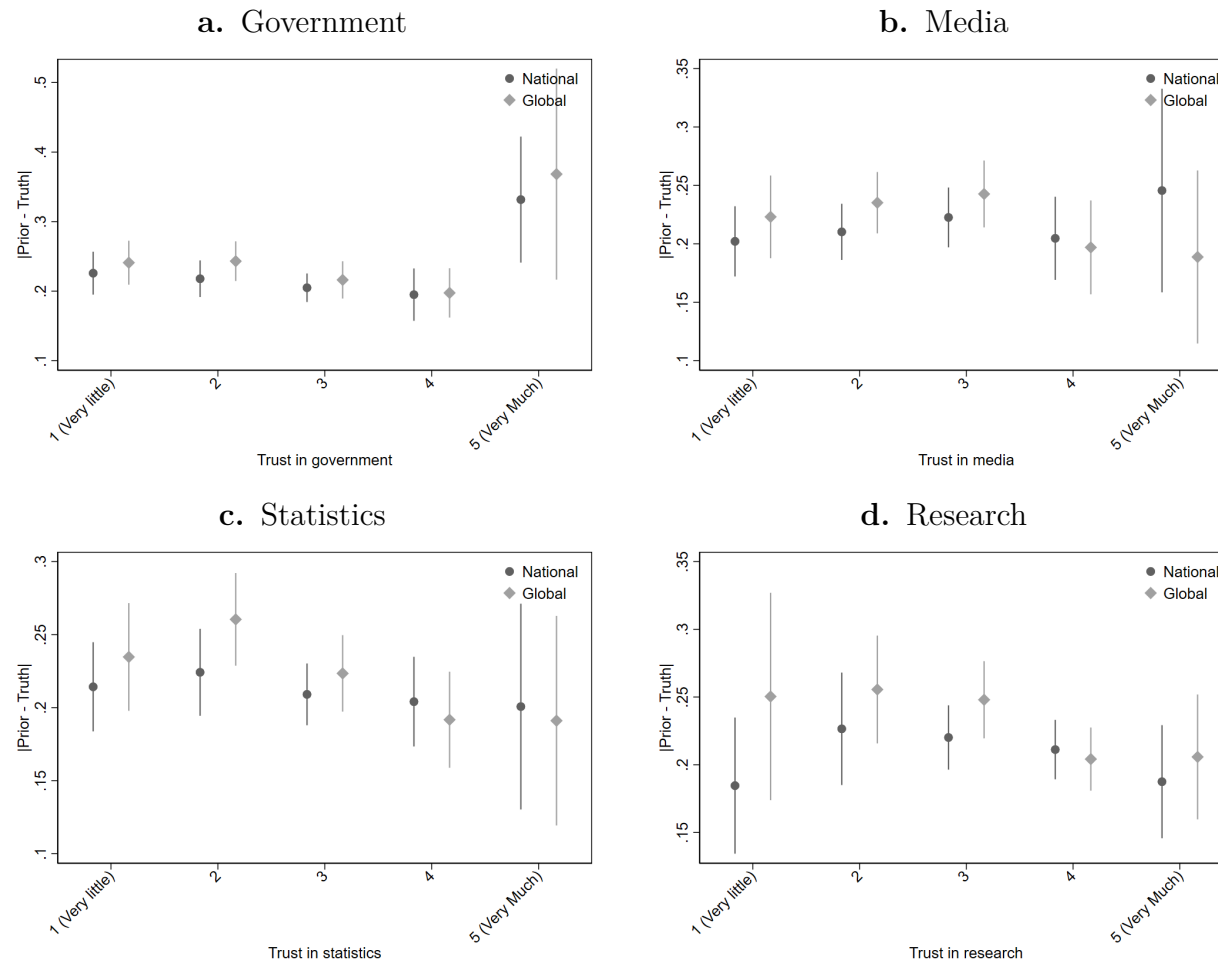 a. Government
National
Global
|Prior - Truth|
.5
.4
.3
.2
.1
1 (Very little)
2
3
4
5 (Very Much)
Trust in government
b. Media
National
Global
|Prior - Truth|
.35
.3
.25
.2
.15
.1
1 (Very little)
2
3
4
5 (Very Much)
Trust in media
c. Statistics
National
Global
|Prior - Truth|
.3
.25
.2
.15
.1
1 (Very little)
2
3
4
5 (Very Much)
Trust in statistics
d. Research
National
Global
|Prior - Truth|
.35
.3
.25
.2
.15
1 (Very little)
2
3
4
5 (Very Much)
Trust in research